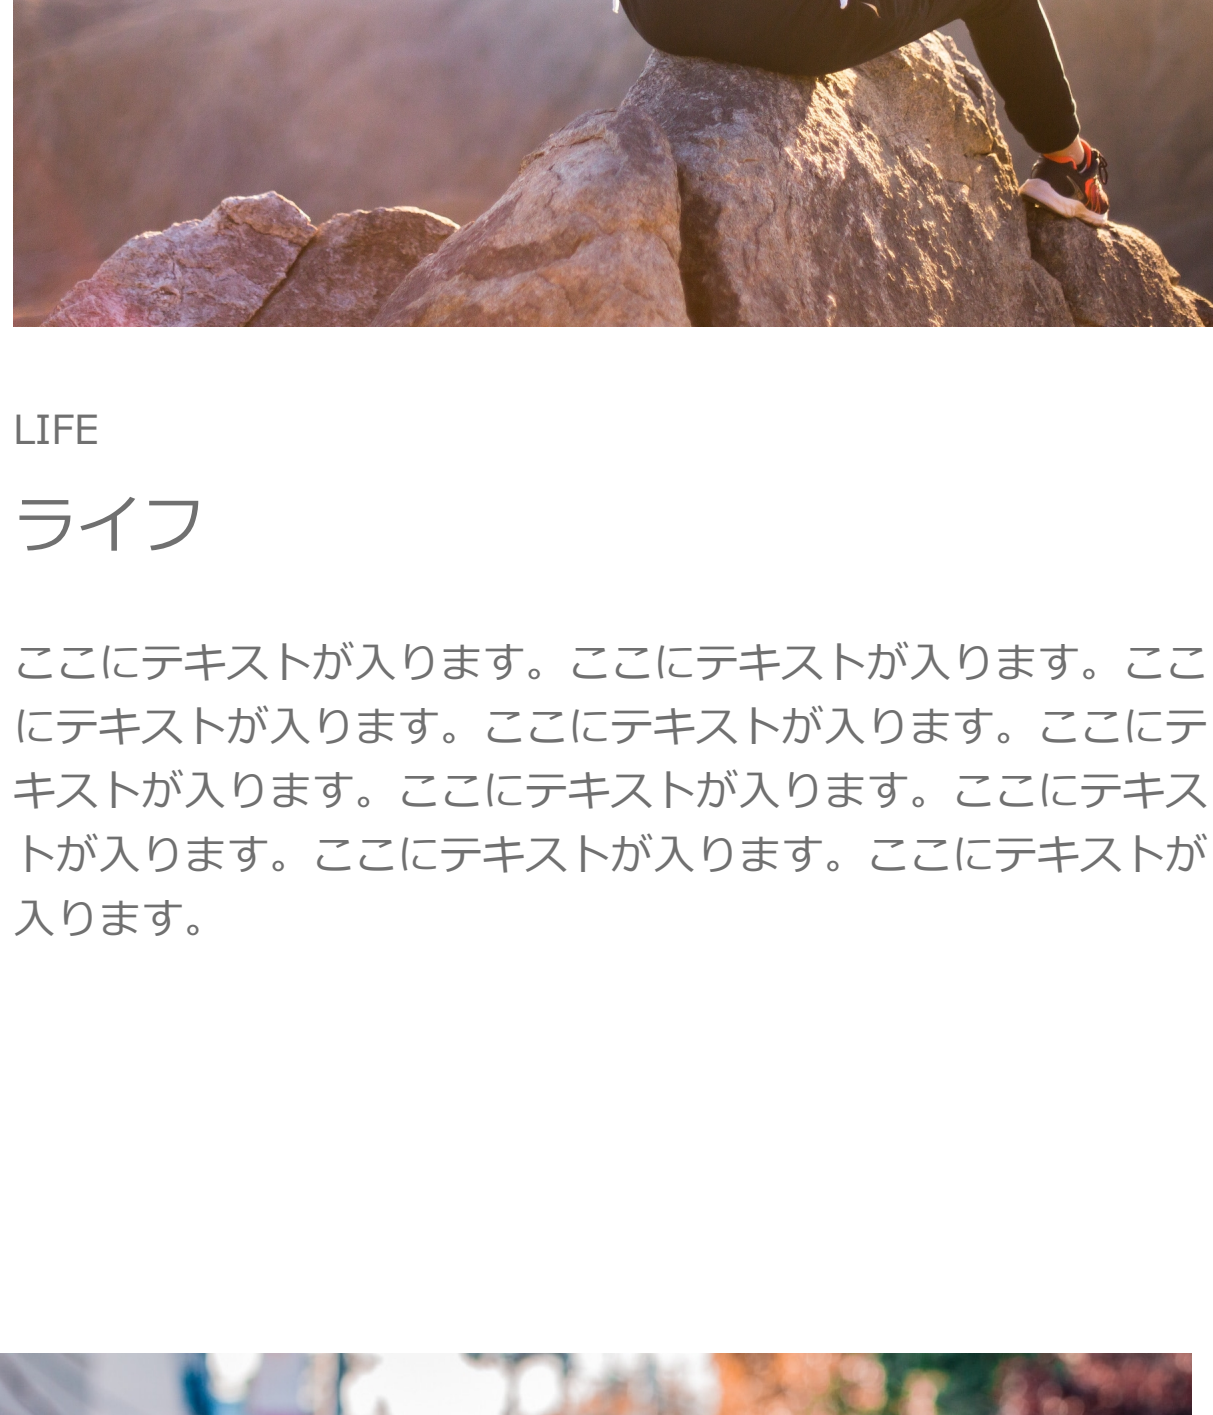 LIFE
ライフ
ここにテキストが入ります。ここにテキストが入ります。ここ
にテキストが入ります。ここにテキストが入ります。ここにテ
キストが入ります。ここにテキストが入ります。ここにテキス
トが入ります。ここにテキストが入ります。ここにテキストが
入ります。